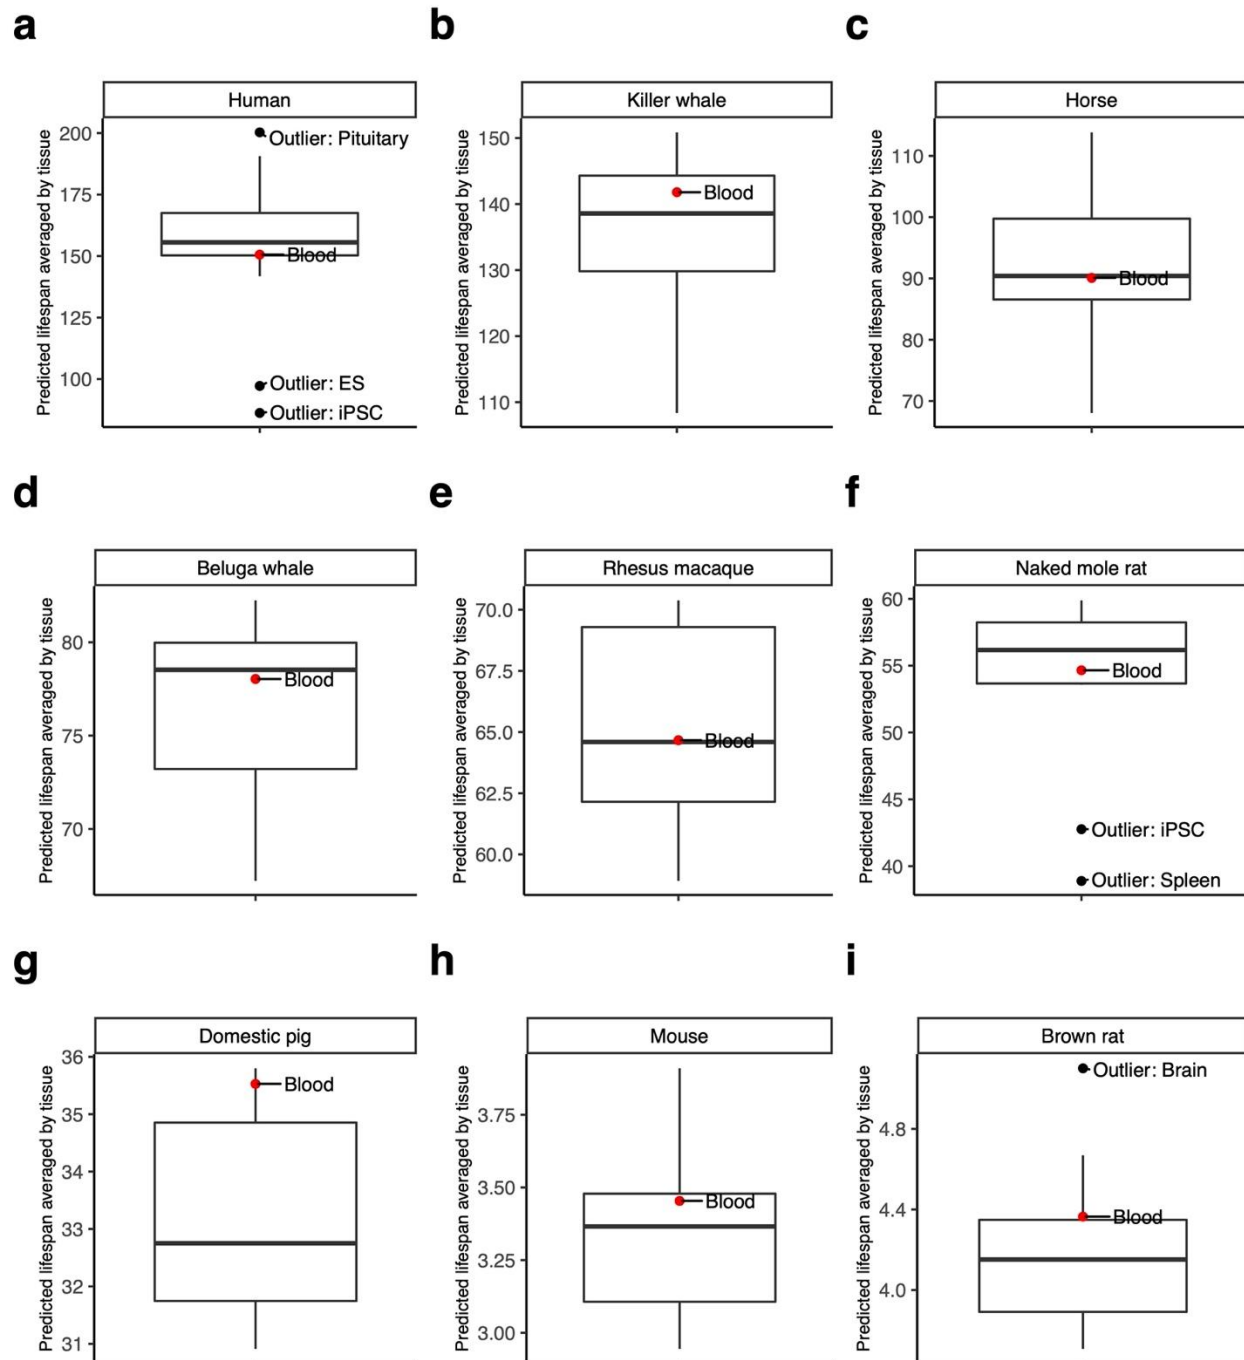 a
b
c
Human
Killer whale
Horse
Predicted lifespan averaged by tissue
200
175
150
125
100
Outlier: Pituitary
Blood
Outlier: ES
Outlier: iPSC
Predicted lifespan averaged by tissue
150
140
130
120
110
Blood
Predicted lifespan averaged by tissue
110
100
90
80
70
Blood
d
e
f
Beluga whale
Rhesus macaque
Naked mole rat
Predicted lifespan averaged by tissue
80
75
70
Blood
Predicted lifespan averaged by tissue
70.0
67.5
65.0
62.5
60.0
Blood
Predicted lifespan averaged by tissue
60
55
50
45
40
Blood
Outlier: iPSC
Outlier: Spleen
g
h
i
Domestic pig
Mouse
Brown rat
Predicted lifespan averaged by tissue
36
35
34
33
32
31
Blood
Predicted lifespan averaged by tissue
3.75
3.50
3.25
3.00
Blood
Predicted lifespan averaged by tissue
4.8
4.4
4.0
Outlier: Brain
Blood